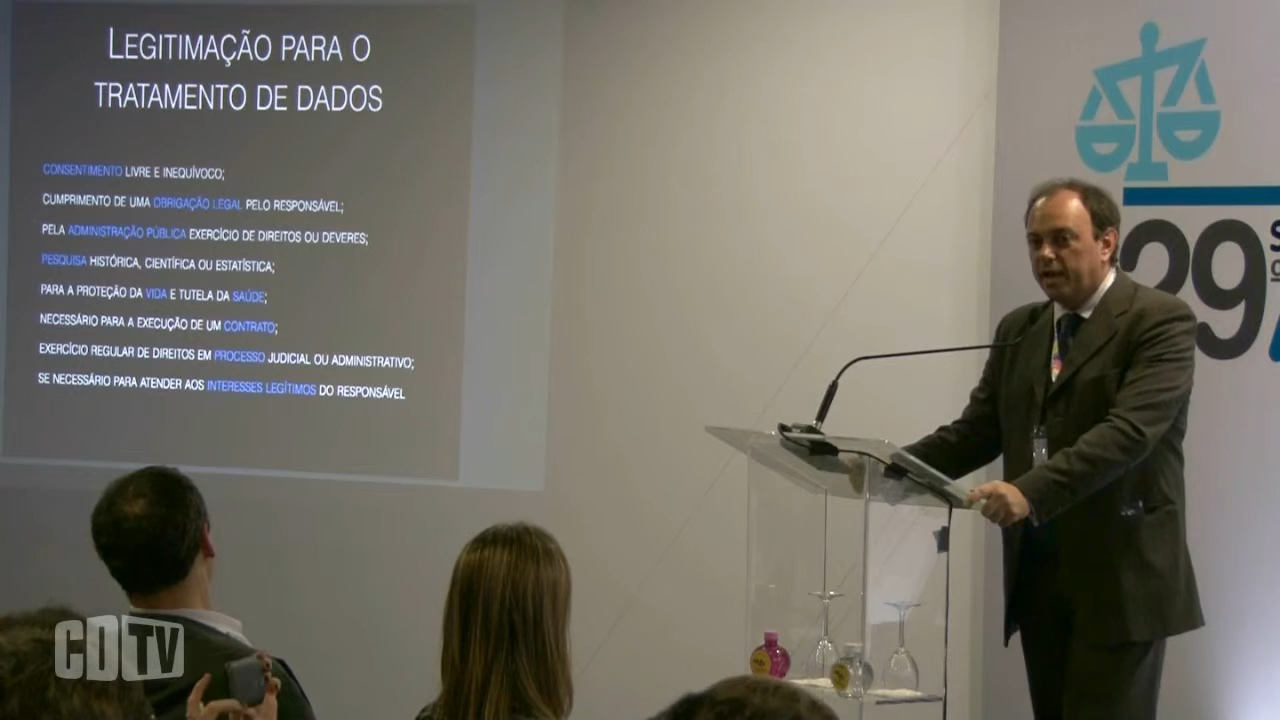 LEGITIMAÇÃO PARA O
TRATAMENTO DE DADOS
CONSENTIMENTO LIVRE E INEQUÍVOCO;
CUMPRIMENTO DE UMA OBRIGAÇÃO LEGAL PELO RESPONSÁVEL;
PELA ADMINISTRAÇÃO PÚBLICA EXERCÍCIO DE DIREITOS OU DEVERES;
PESQUISA HISTÓRICA, CIENTÍFICA OU ESTATÍSTICA;
PARA A PROTEÇÃO DA VIDA E TUTELA DA SAÚDE;
NECESSÁRIO PARA A EXECUÇÃO DE UM CONTRATO;
EXERCÍCIO REGULAR DE DIREITOS EM PROCESSO JUDICIAL OU ADMINISTRATIVO;
SE NECESSÁRIO PARA ATENDER AOS INTERESSES LEGÍTIMOS DO RESPONSÁVEL
29
CDTV